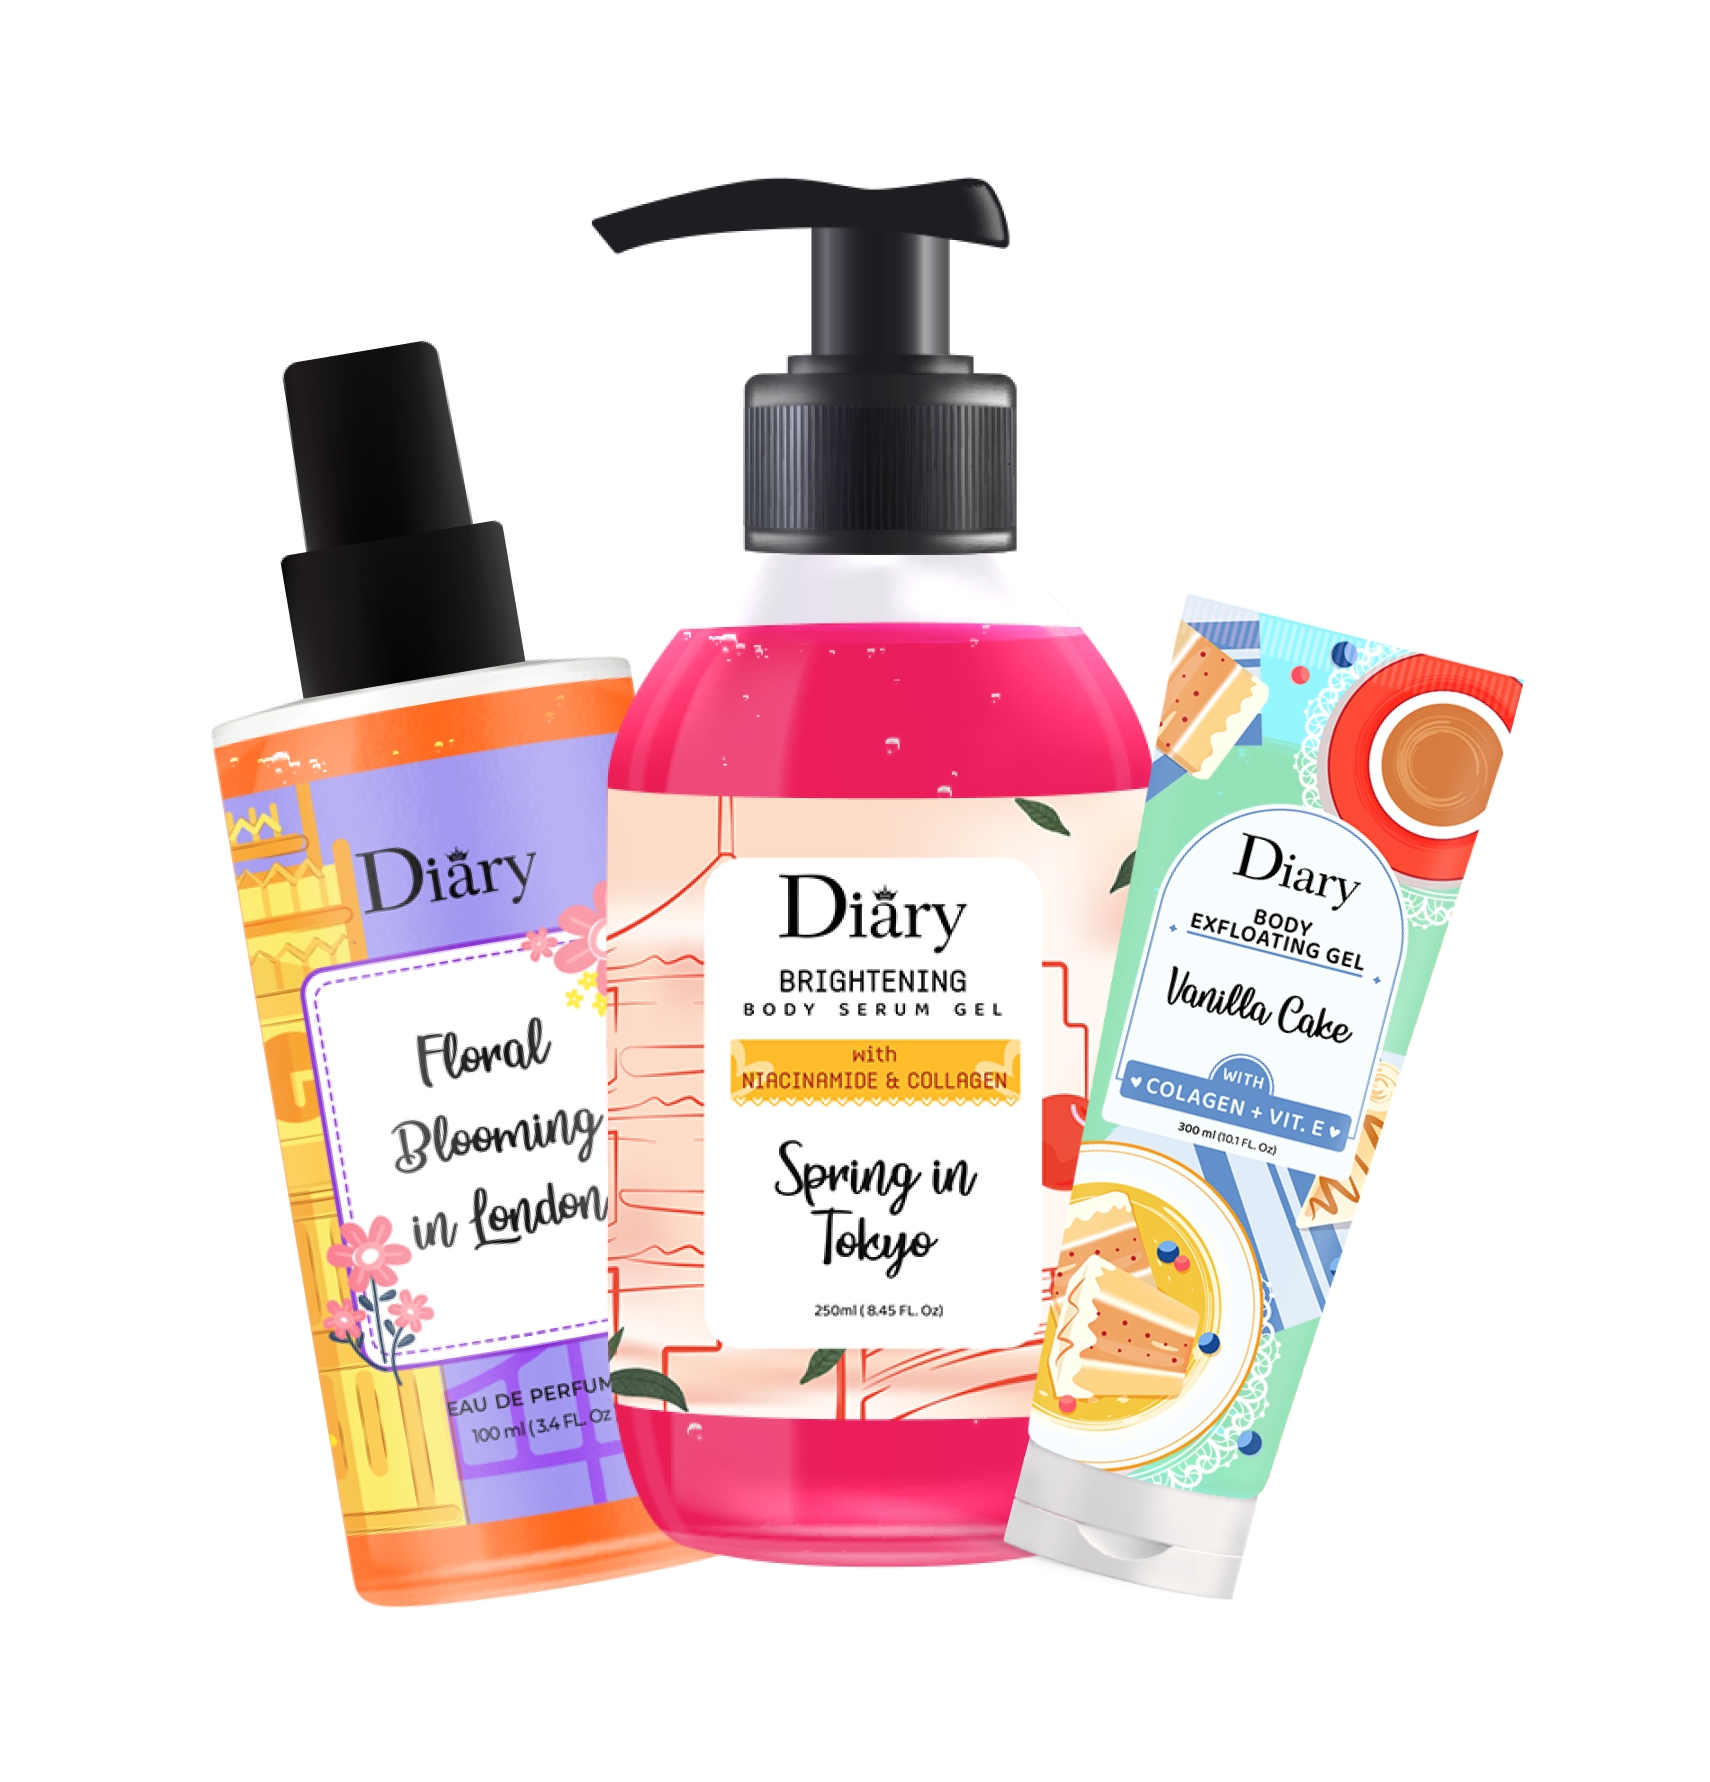 Diary
Floral
Blooming
in London
EAU DE PERFUM
100 ml (3.4 FL. Oz
Diary
BRIGHTENING
BODY SERUM GEL
with
NIACINAMIDE & COLLAGEN
Spring in
Tokyo
250ml ( 8.45 FL. Oz)
Diary
BODY
EXFLOATING GEL
Vanilla Cake
WITH
COLAGEN + VIT. E
300 ml (10.1 FL. Oz)